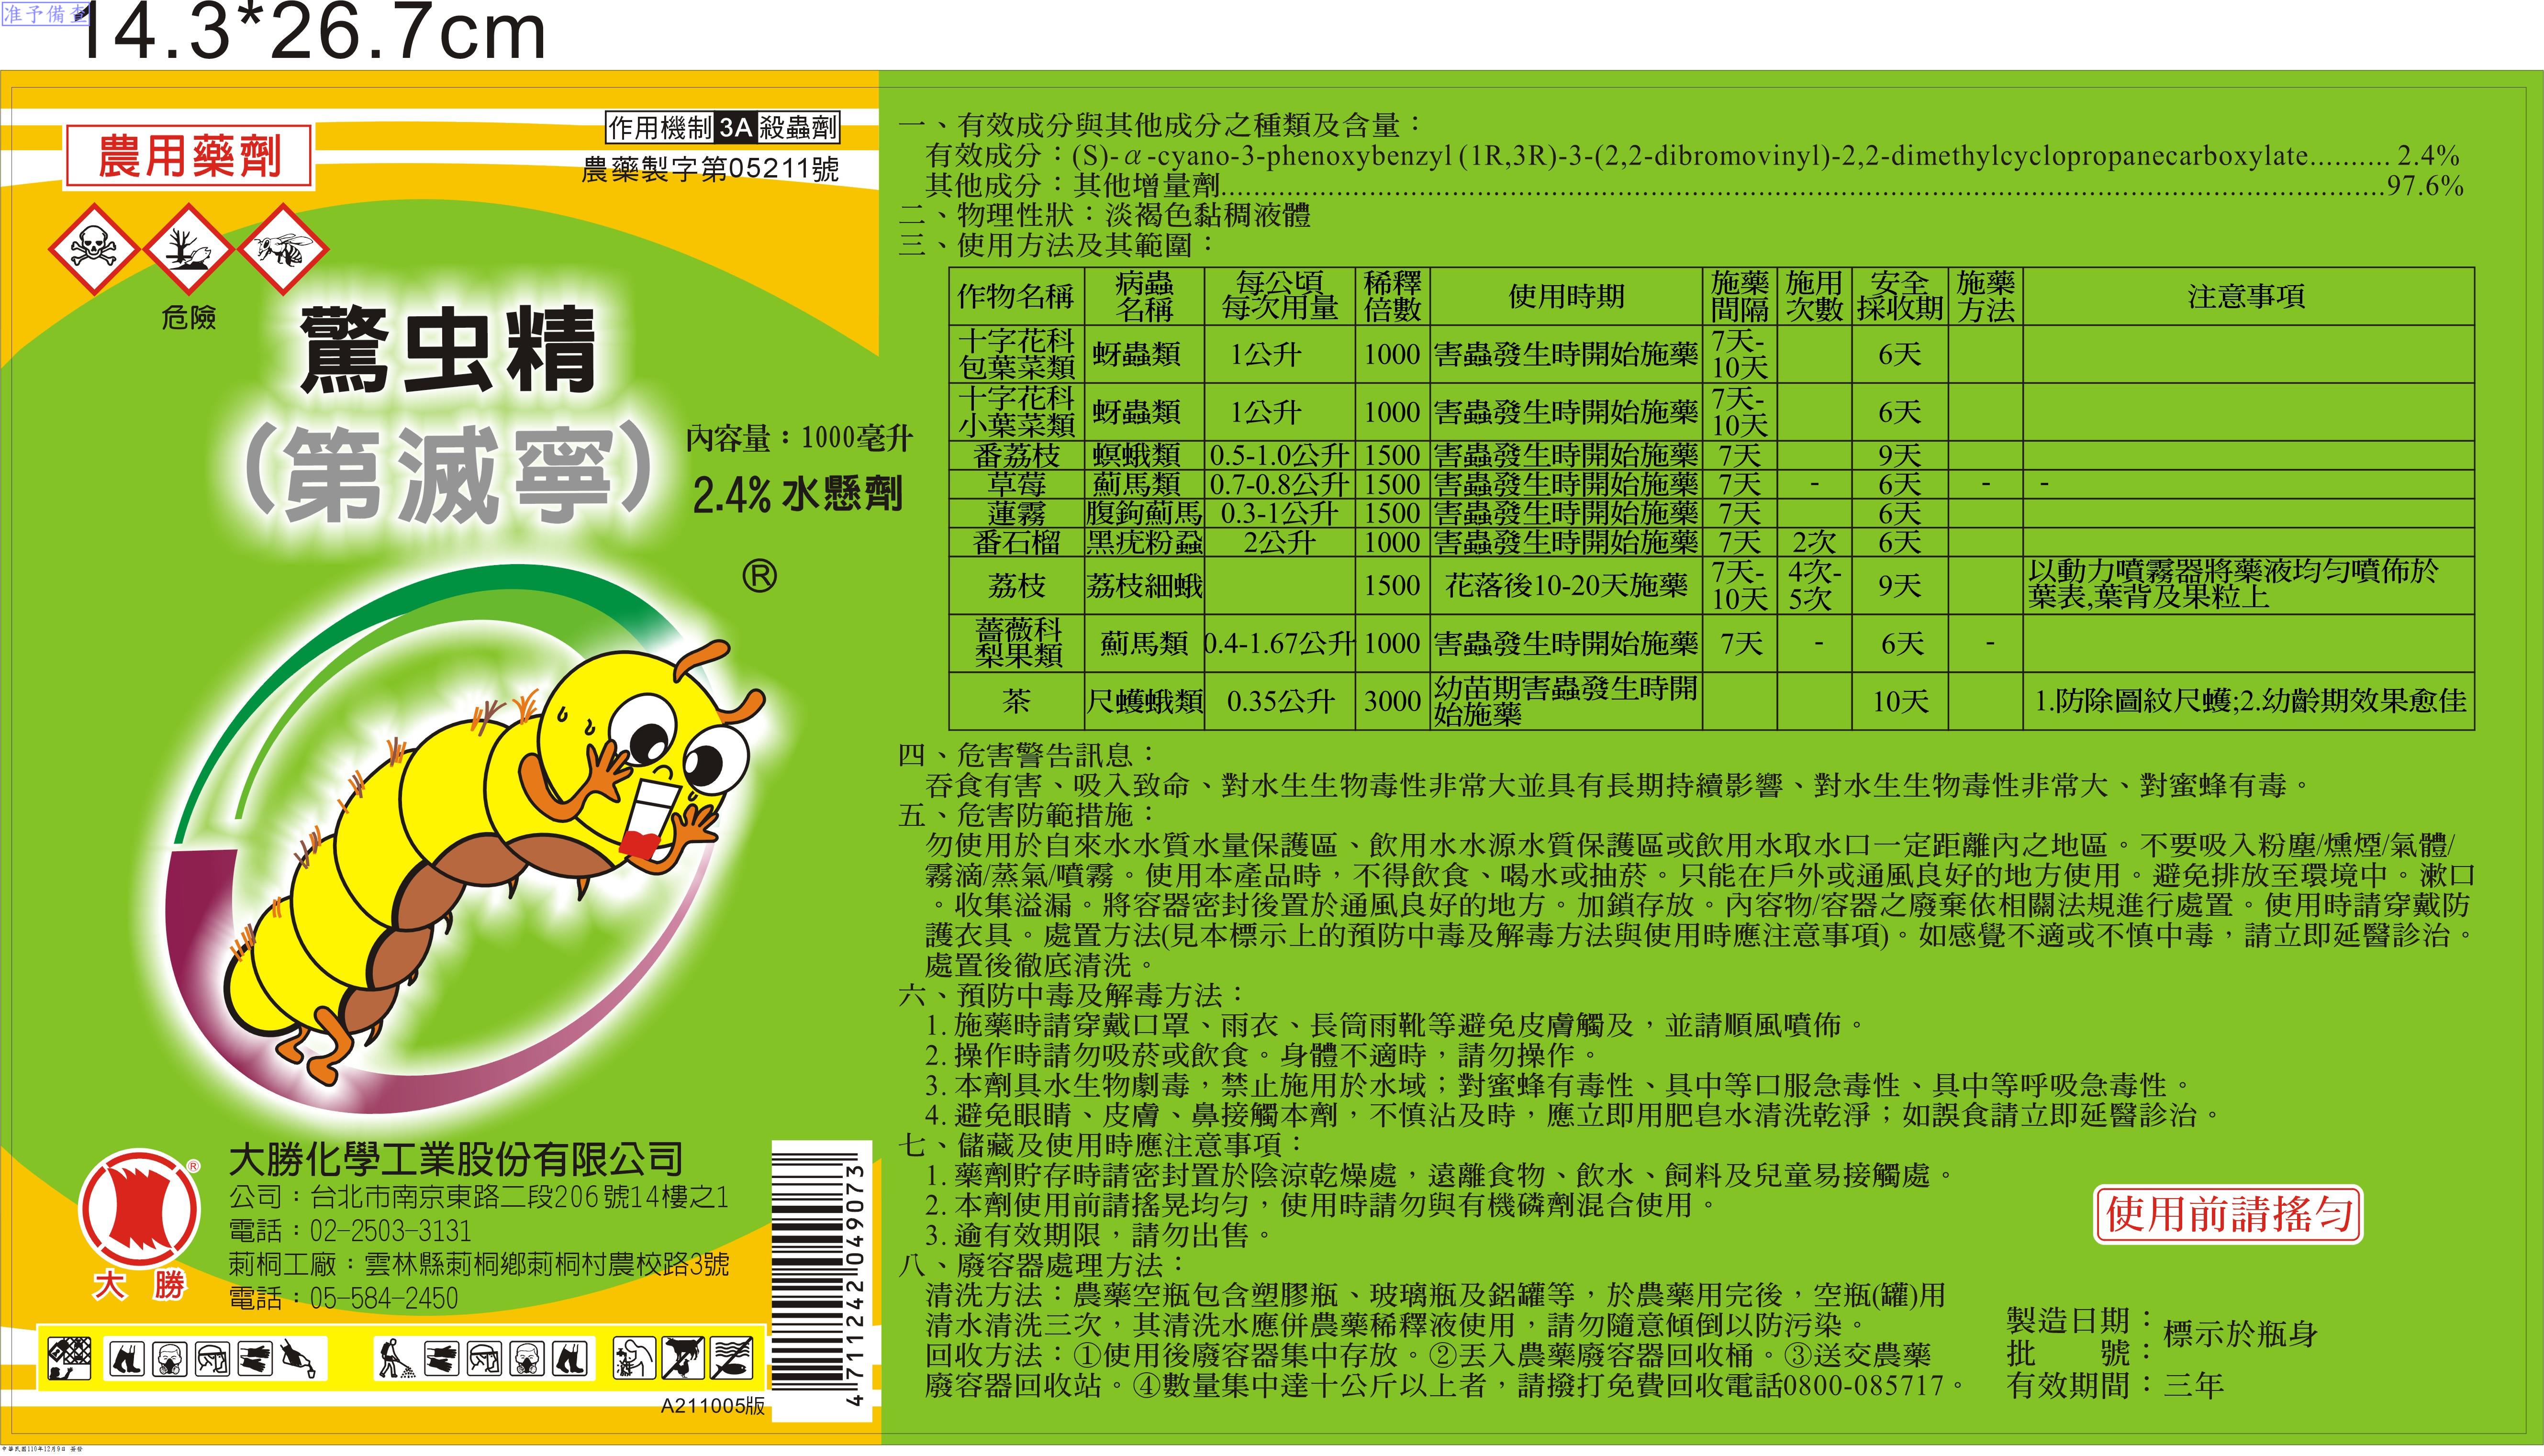 准予備查
14.3*26.7cm
農用藥劑
作用機制 3A 殺蟲劑
農藥製字第05211號
危險
驚虫精
(第滅寧)
內容量：1000毫升
2.4% 水懸劑
®
大勝化學工業股份有限公司
公司：台北市南京東路二段206號14樓之1
電話：02-2503-3131
莿桐工廠：雲林縣莿桐鄉莿桐村農校路3號
電話：05-584-2450
®
大 勝
4711242049073
A211005版
中華民國110年12月9日
一、有效成分與其他成分之種類及含量：
有效成分：(S)-α-cyano-3-phenoxybenzyl (1R,3R)-3-(2,2-dibromovinyl)-2,2-dimethylcyclopropanecarboxylate.......... 2.4%
其他成分：其他增量劑..........97.6%
二、物理性狀：淡褐色黏稠液體
三、使用方法及其範圍：
作物名稱 病蟲名稱 每公頃每次用量 稀釋倍數 使用時期 施藥間隔 施用次數 安全採收期 施藥方法 注意事項
十字花科包葉菜類 蚜蟲類 1公升 1000 害蟲發生時開始施藥 7天-10天 6天
十字花科小葉菜類 蚜蟲類 1公升 1000 害蟲發生時開始施藥 7天-10天 6天
番荔枝 螟蛾類 0.5-1.0公升 1500 害蟲發生時開始施藥 7天 9天
草莓 薊馬類 0.7-0.8公升 1500 害蟲發生時開始施藥 7天 - 6天 - -
蓮霧 腹鉤薊馬 0.3-1公升 1500 害蟲發生時開始施藥 7天 6天
番石榴 黑疣粉蝨 2公升 1000 害蟲發生時開始施藥 7天 2次 6天
荔枝 荔枝細蛾 1500 花落後10-20天施藥 7天-10天 4次-5次 9天 以動力噴霧器將藥液均勻噴佈於葉表,葉背及果粒上
薔薇科梨果類 薊馬類 0.4-1.67公升 1000 害蟲發生時開始施藥 7天 - 6天 -
茶 尺蠖蛾類 0.35公升 3000 幼苗期害蟲發生時開始施藥 10天 1.防除圖紋尺蠖;2.幼齡期效果愈佳
四、危害警告訊息：
吞食有害、吸入致命、對水生生物毒性非常大並具有長期持續影響、對水生生物毒性非常大、對蜜蜂有毒。
五、危害防範措施：
勿使用於自來水水質水量保護區、飲用水水源水質保護區或飲用水取水口一定距離內之地區。不要吸入粉塵/燻煙/氣體/
霧滴/蒸氣/噴霧。使用本產品時，不得飲食、喝水或抽菸。只能在戶外或通風良好的地方使用。避免排放至環境中。漱口
。收集溢漏。將容器密封後置於通風良好的地方。加鎖存放。內容物/容器之廢棄依相關法規進行處置。使用時請穿戴防
護衣具。處置方法(見本標示上的預防中毒及解毒方法與使用時應注意事項)。如感覺不適或不慎中毒，請立即延醫診治。
處置後徹底清洗。
六、預防中毒及解毒方法：
1. 施藥時請穿戴口罩、雨衣、長筒雨靴等避免皮膚觸及，並請順風噴佈。
2. 操作時請勿吸菸或飲食。身體不適時，請勿操作。
3. 本劑具水生物劇毒，禁止施用於水域；對蜜蜂有毒性、具中等口服急毒性、具中等呼吸急毒性。
4. 避免眼睛、皮膚、鼻接觸本劑，不慎沾及時，應立即用肥皂水清洗乾淨；如誤食請立即延醫診治。
七、儲藏及使用時應注意事項：
1. 藥劑貯存時請密封置於陰涼乾燥處，遠離食物、飲水、飼料及兒童易接觸處。
2. 本劑使用前請搖晃均勻，使用時請勿與有機磷劑混合使用。
3. 逾有效期限，請勿出售。
使用前請搖勻
八、廢容器處理方法：
清洗方法：農藥空瓶包含塑膠瓶、玻璃瓶及鋁罐等，於農藥用完後，空瓶(罐)用
清水清洗三次，其清洗水應併農藥稀釋液使用，請勿隨意傾倒以防污染。
回收方法：①使用後廢容器集中存放。②丟入農藥廢容器回收桶。③送交農藥
廢容器回收站。④數量集中達十公斤以上者，請撥打免費回收電話0800-085717。
製造日期：
批 號：標示於瓶身
有效期間：三年